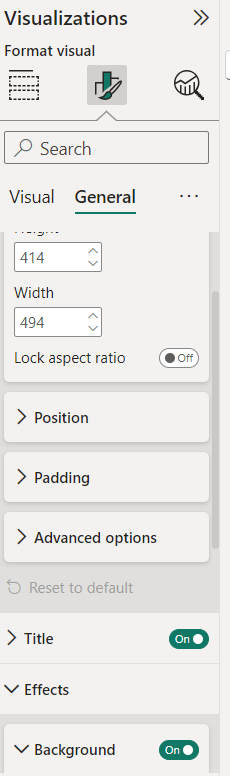 Visualizations
Format visual
Search
Visual General ...
Height
414
Width
494
Lock aspect ratio Off
Position
Padding
Advanced options
Reset to default
Title On
Effects
Background On